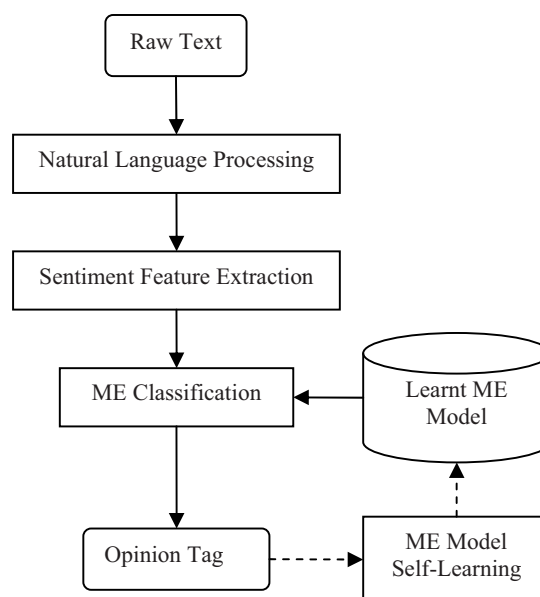 Raw Text
Natural Language Processing
Sentiment Feature Extraction
ME Classification
Learnt ME
Model
Opinion Tag
ME Model
Self-Learning